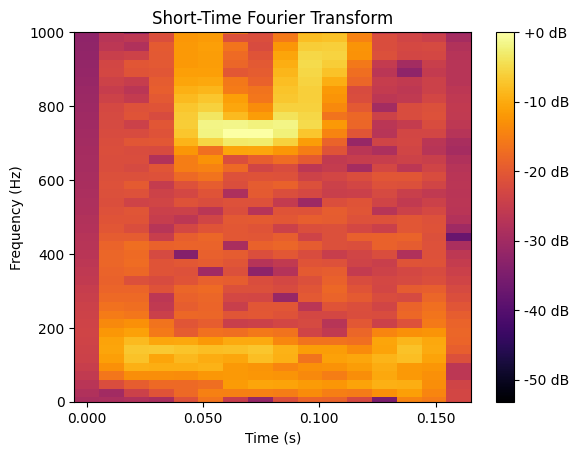 Short-Time Fourier Transform
1000
800
600
400
200
0
Frequency (Hz)
0.000
0.050
0.100
0.150
Time (s)
+0 dB
-10 dB
-20 dB
-30 dB
-40 dB
-50 dB